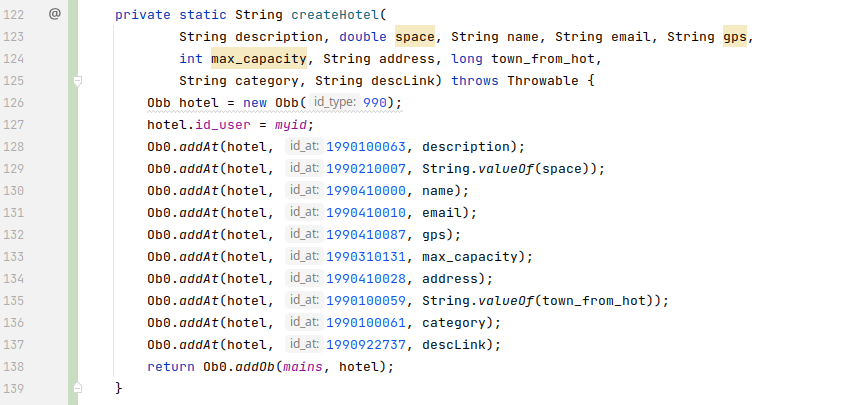 122 @ private static String createHotel(
123 String description, double space, String name, String email, String gps,
124 int max_capacity, String address, long town_from_hot,
125 String category, String descLink) throws Throwable {
126 Obb hotel = new Obb( id_type: 990);
127 hotel.id_user = myid;
128 Ob0.addAt(hotel, id_at: 1990100063, description);
129 Ob0.addAt(hotel, id_at: 1990210007, String.valueOf(space));
130 Ob0.addAt(hotel, id_at: 1990410000, name);
131 Ob0.addAt(hotel, id_at: 1990410010, email);
132 Ob0.addAt(hotel, id_at: 1990410087, gps);
133 Ob0.addAt(hotel, id_at: 1990310131, max_capacity);
134 Ob0.addAt(hotel, id_at: 1990410028, address);
135 Ob0.addAt(hotel, id_at: 1990100059, String.valueOf(town_from_hot));
136 Ob0.addAt(hotel, id_at: 1990100061, category);
137 Ob0.addAt(hotel, id_at: 1990922737, descLink);
138 return Ob0.addOb(mains, hotel);
139 }